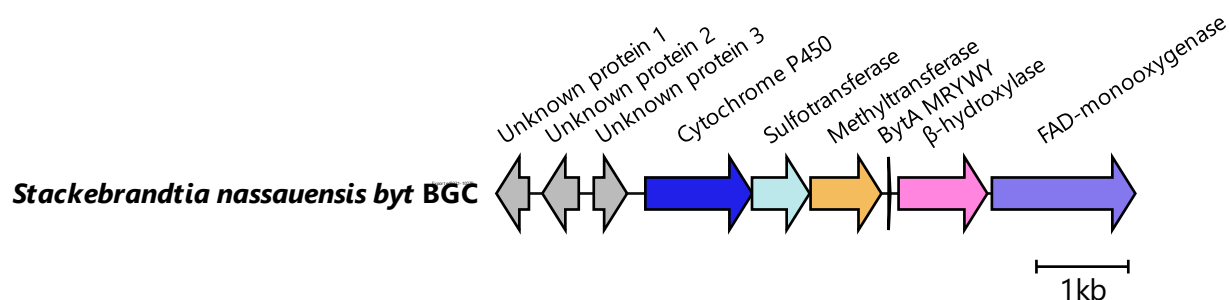 Unknown protein 1
Unknown protein 2
Unknown protein 3
Cytochrome P450
Sulfotransferase
Methyltransferase
BytA MRYWY
β-hydroxylase
FAD-monooxygenase
Stackebrandtia nassauensis byt BGC
1kb